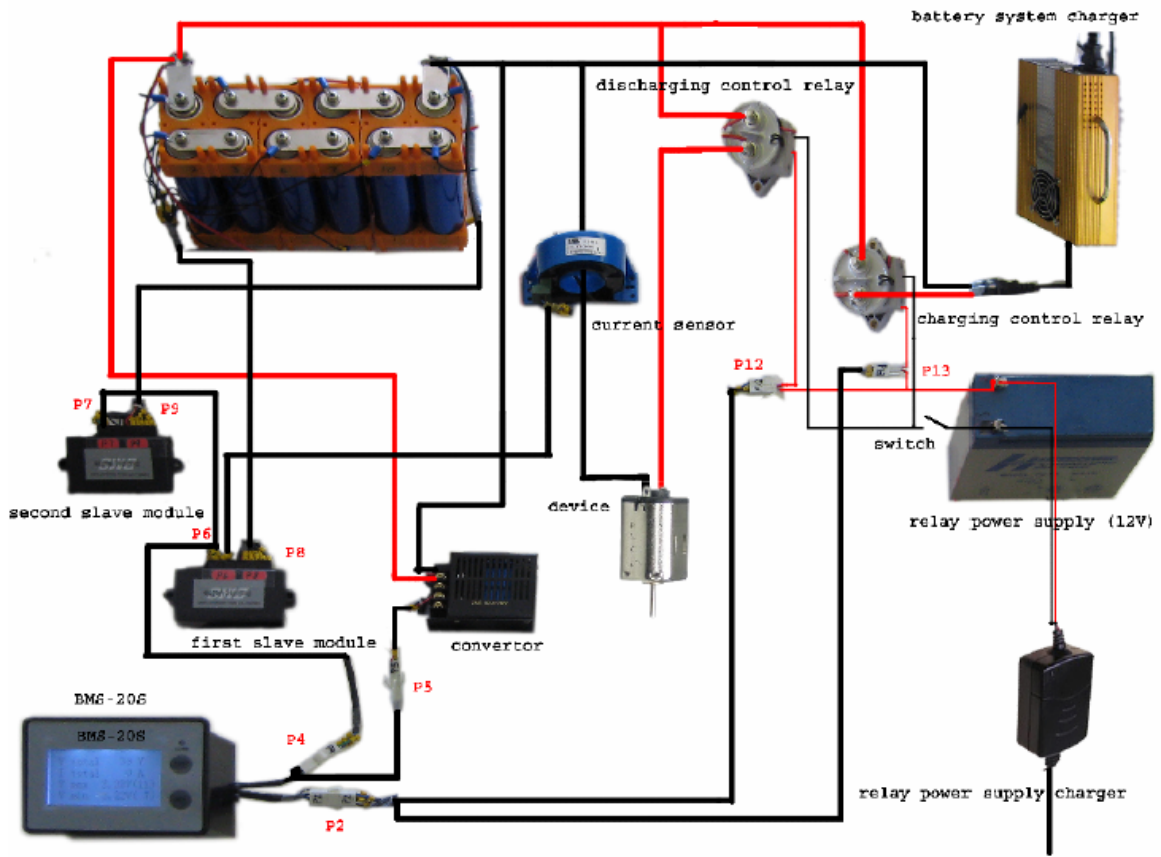 battery system charger
discharging control relay
current sensor
charging control relay
P12
P13
P7
P9
switch
second slave module
device
relay power supply (12V)
P6
P8
first slave module
convertor
P5
BMS-20S
BMS-20S
P4
relay power supply charger
P2